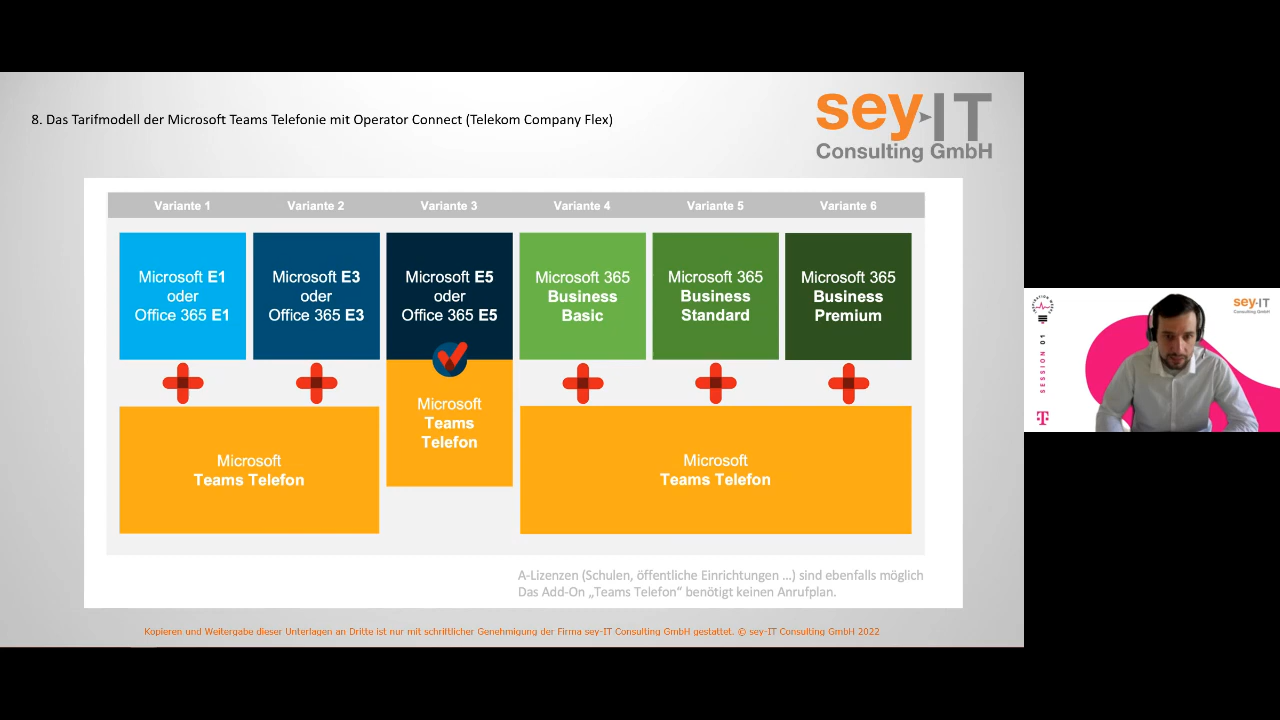 8. Das Tarifmodell der Microsoft Teams Telefonie mit Operator Connect (Telekom Company Flex)
sey IT
Consulting GmbH
Variante 1
Variante 2
Variante 3
Variante 4
Variante 5
Variante 6
Microsoft E1
oder
Office 365 E1
Microsoft E3
oder
Office 365 E3
Microsoft E5
oder
Office 365 E5
Microsoft 365
Business
Basic
Microsoft 365
Business
Standard
Microsoft 365
Business
Premium
Microsoft
Teams Telefon
Microsoft
Teams
Telefon
Microsoft
Teams Telefon
A-Lizenzen (Schulen, öffentliche Einrichtungen ...) sind ebenfalls möglich
Das Add-On „Teams Telefon“ benötigt keinen Anrufplan.
Kopieren und Weitergabe dieser Unterlagen an Dritte ist nur mit schriftlicher Genehmigung der Firma sey-IT Consulting GmbH gestattet. © sey-IT Consulting GmbH 2022
SESSION 01
T
sey IT
Consulting GmbH